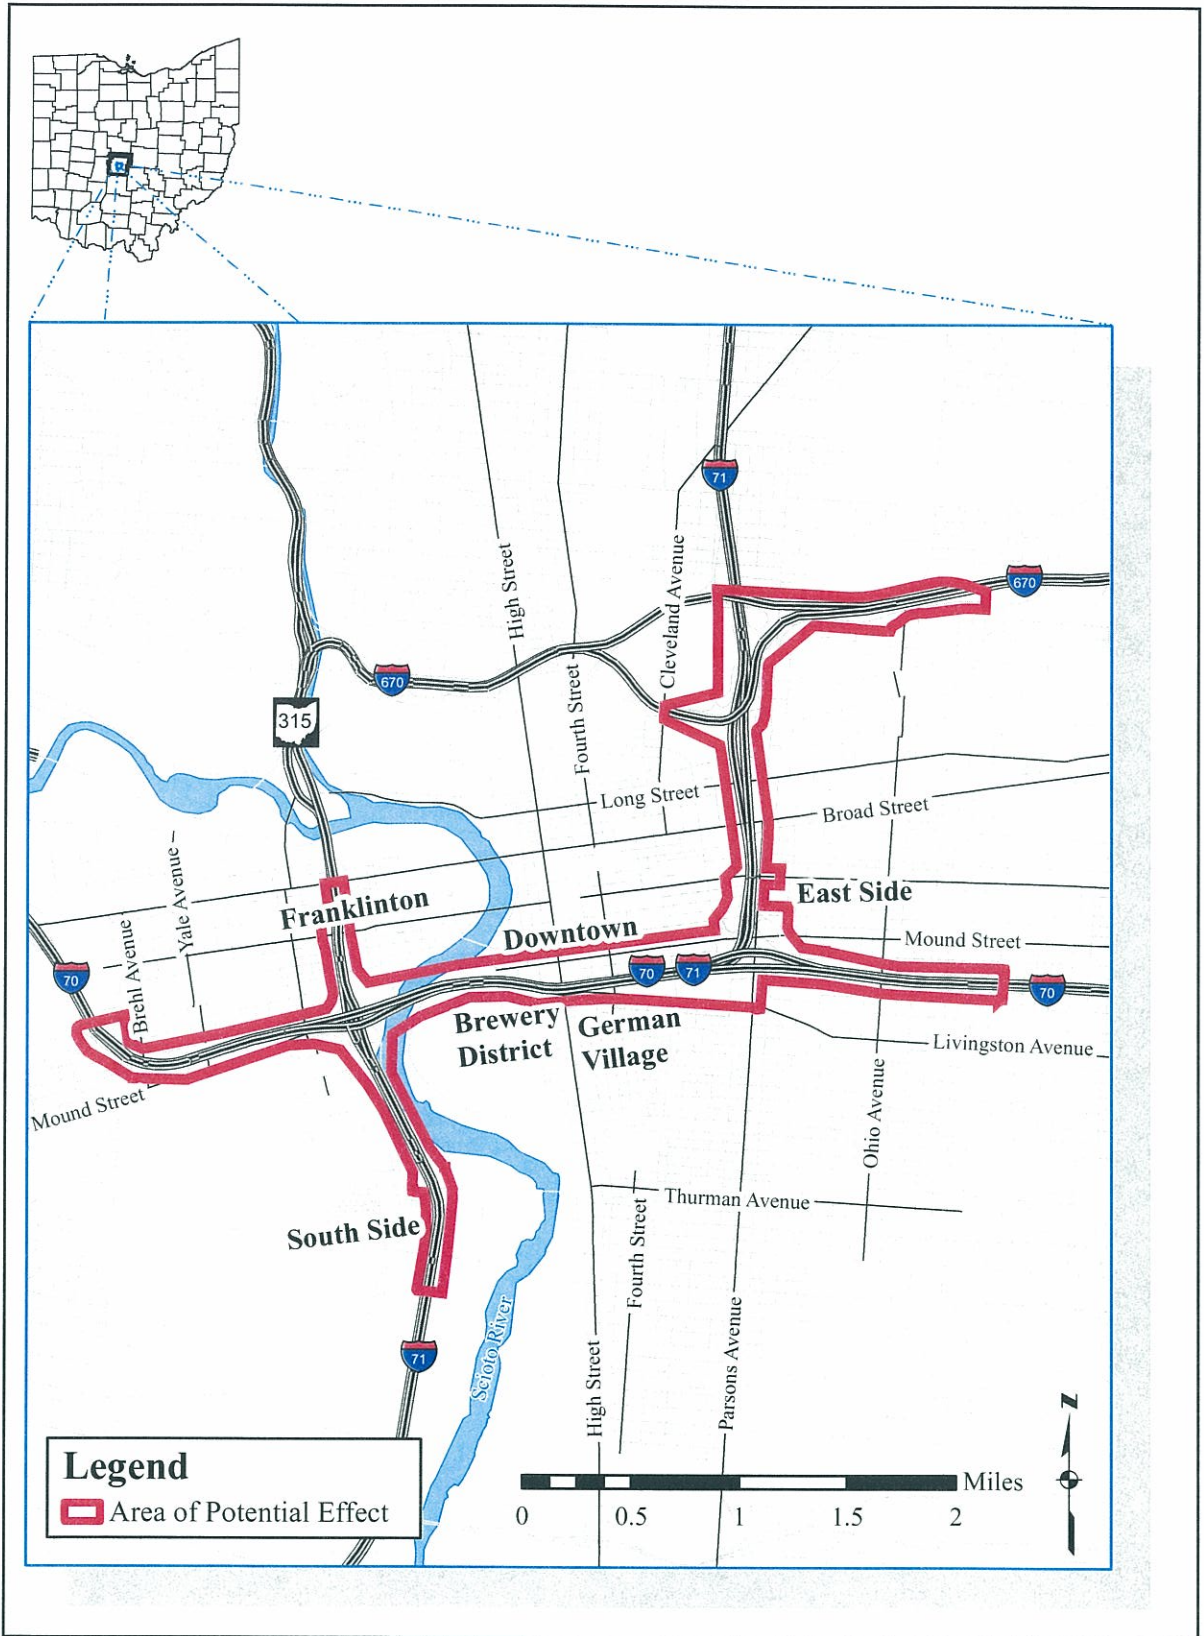 71
High Street
Cleveland Avenue
670
670
Fourth Street
315
Long Street
Broad Street
Yale Avenue
Franklinton
East Side
Downtown
Mound Street
Brehl Avenue
70
70
71
70
Brewery
District
German
Village
Livingston Avenue
Mound Street
Ohio Avenue
Thurman Avenue
South Side
Fourth Street
Scioto River
Parsons Avenue
High Street
71
Legend
Area of Potential Effect
Miles
0 0.5 1 1.5 2
N